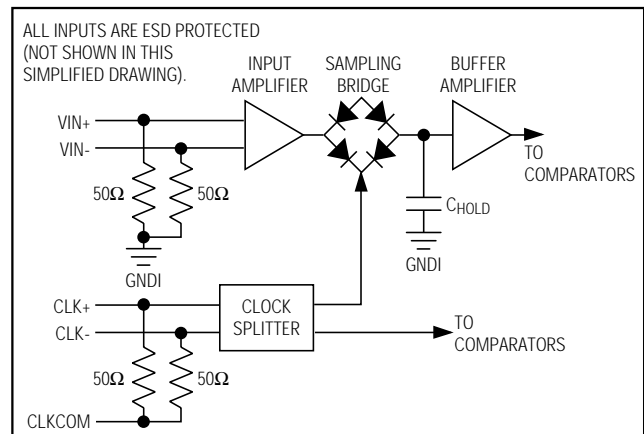 ALL INPUTS ARE ESD PROTECTED
(NOT SHOWN IN THIS
SIMPLIFIED DRAWING).
INPUT
AMPLIFIER
SAMPLING
BRIDGE
BUFFER
AMPLIFIER
VIN+
VIN-
TO
COMPARATORS
50Ω
50Ω
CHOLD
GNDI
GNDI
CLK+
CLK-
CLOCK
SPLITTER
TO
COMPARATORS
50Ω
50Ω
CLKCOM